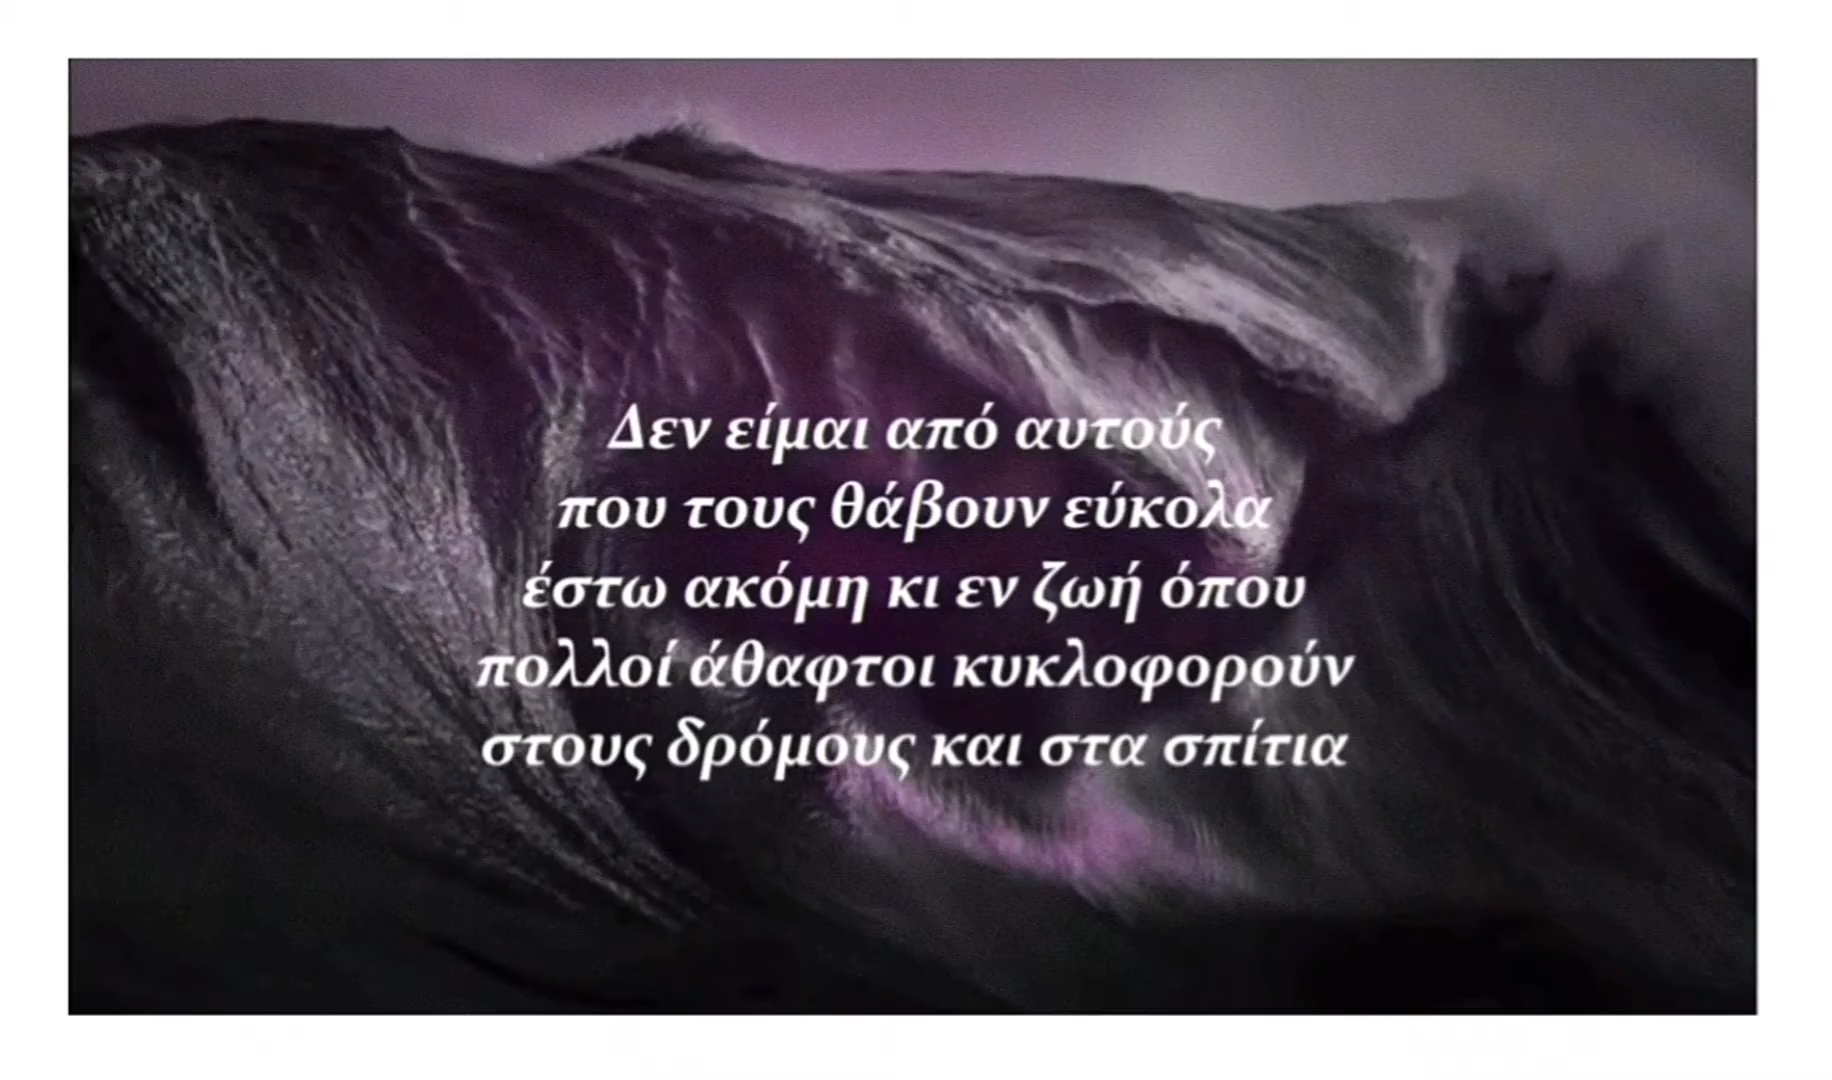 Δεν είμαι από αυτούς
που τους θάβουν εύκολα
έστω ακόμη κι εν ζωή όπου
πολλοί άθαφτοι κυκλοφορούν
στους δρόμους και στα σπίτια